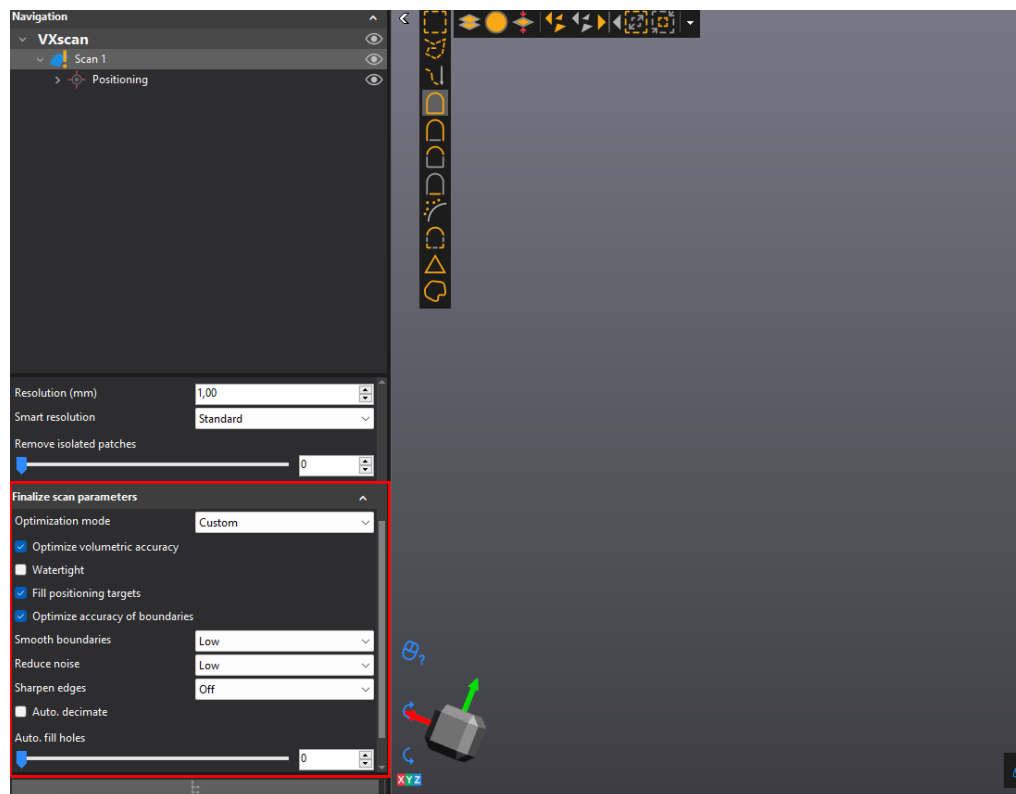 Navigation
VXscan
Scan 1
Positioning
Resolution (mm) 1,00
Smart resolution Standard
Remove isolated patches
0
Finalize scan parameters
Optimization mode Custom
Optimize volumetric accuracy
Watertight
Fill positioning targets
Optimize accuracy of boundaries
Smooth boundaries Low
Reduce noise Low
Sharpen edges Off
Auto. decimate
Auto. fill holes
0
?
XYZ